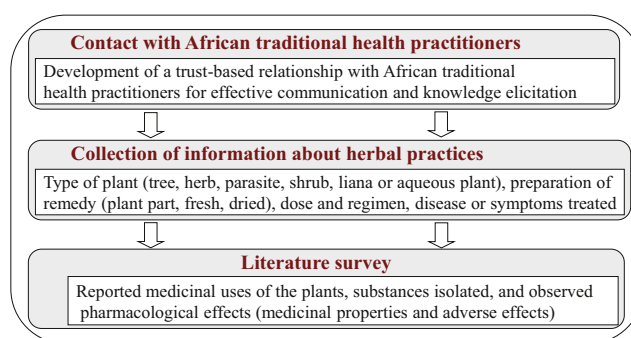 Contact with African traditional health practitioners
Development of a trust-based relationship with African traditional
health practitioners for effective communication and knowledge elicitation
Collection of information about herbal practices
Type of plant (tree, herb, parasite, shrub, liana or aqueous plant), preparation of
remedy (plant part, fresh, dried), dose and regimen, disease or symptoms treated
Literature survey
Reported medicinal uses of the plants, substances isolated, and observed
pharmacological effects (medicinal properties and adverse effects)